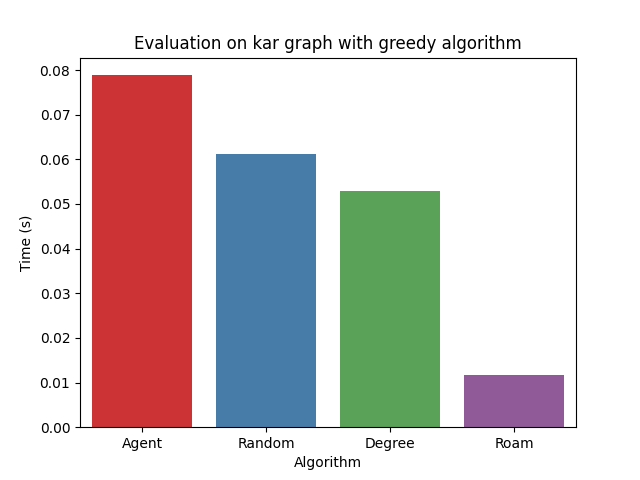 Evaluation on kar graph with greedy algorithm
0.08
0.07
0.06
0.05
0.04
0.03
0.02
0.01
0.00
Time (s)
Agent Random Degree Roam
Algorithm